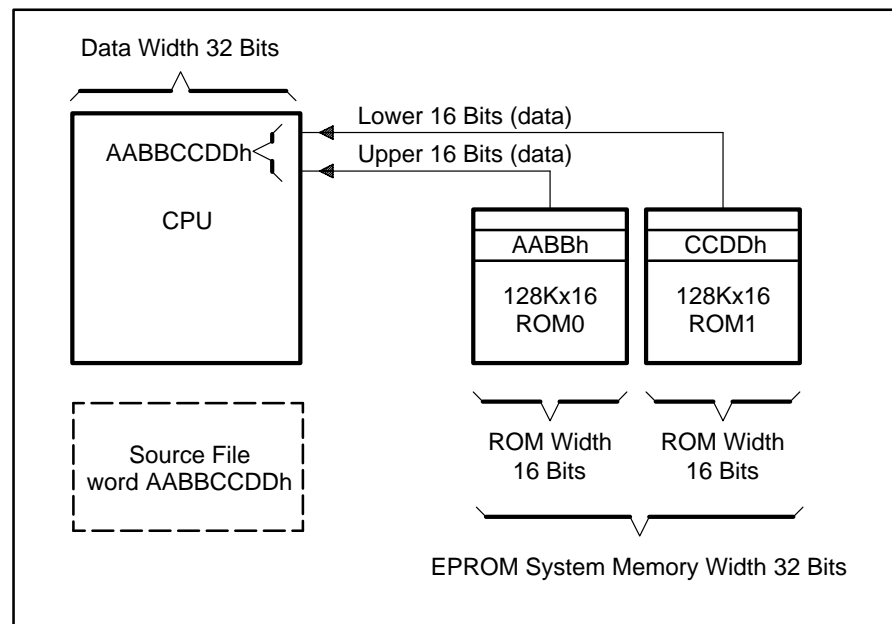 Data Width 32 Bits
Lower 16 Bits (data)
AABBCCDDh
Upper 16 Bits (data)
CPU
AABBh
CCDDh
128Kx16
ROM0
128Kx16
ROM1
Source File
word AABBCCDDh
ROM Width
16 Bits
ROM Width
16 Bits
EPROM System Memory Width 32 Bits